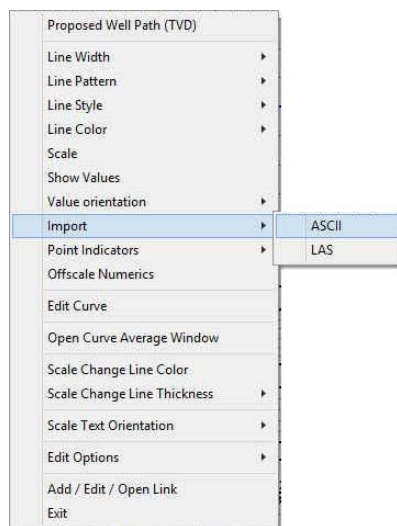 Proposed Well Path (TVD)
Line Width
Line Pattern
Line Style
Line Color
Scale
Show Values
Value orientation
Import
ASCII
Point Indicators
LAS
Offscale Numerics
Edit Curve
Open Curve Average Window
Scale Change Line Color
Scale Change Line Thickness
Scale Text Orientation
Edit Options
Add / Edit / Open Link
Exit